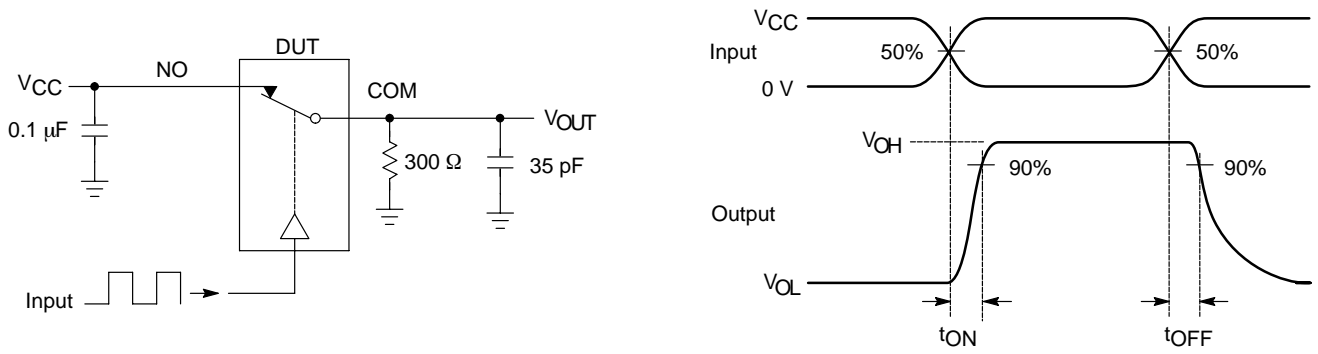 DUT
VCC
NO
COM
VOUT
0.1 µF
300 Ω
35 pF
Input
VCC
Input
50%
50%
0 V
VOH
90%
90%
Output
VOL
tON
tOFF